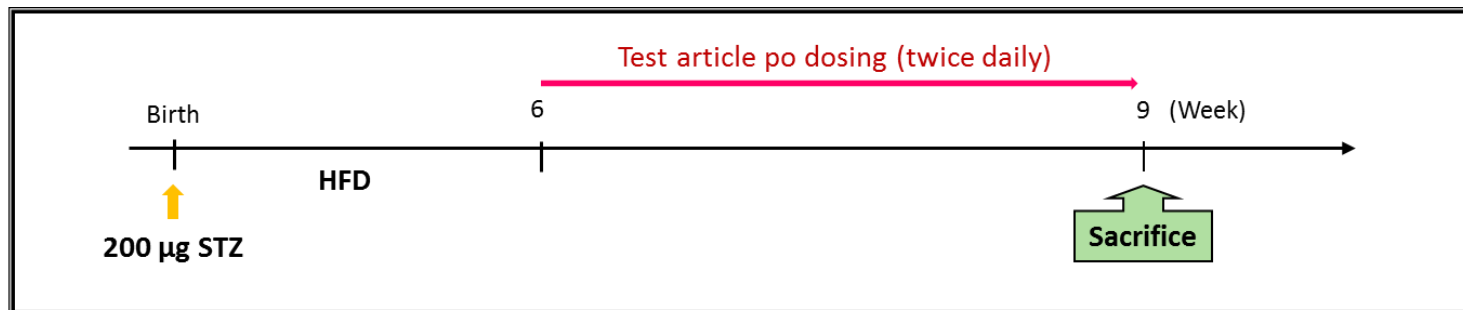 Test article po dosing (twice daily)
Birth
6
9 (Week)
HFD
200 µg STZ
Sacrifice